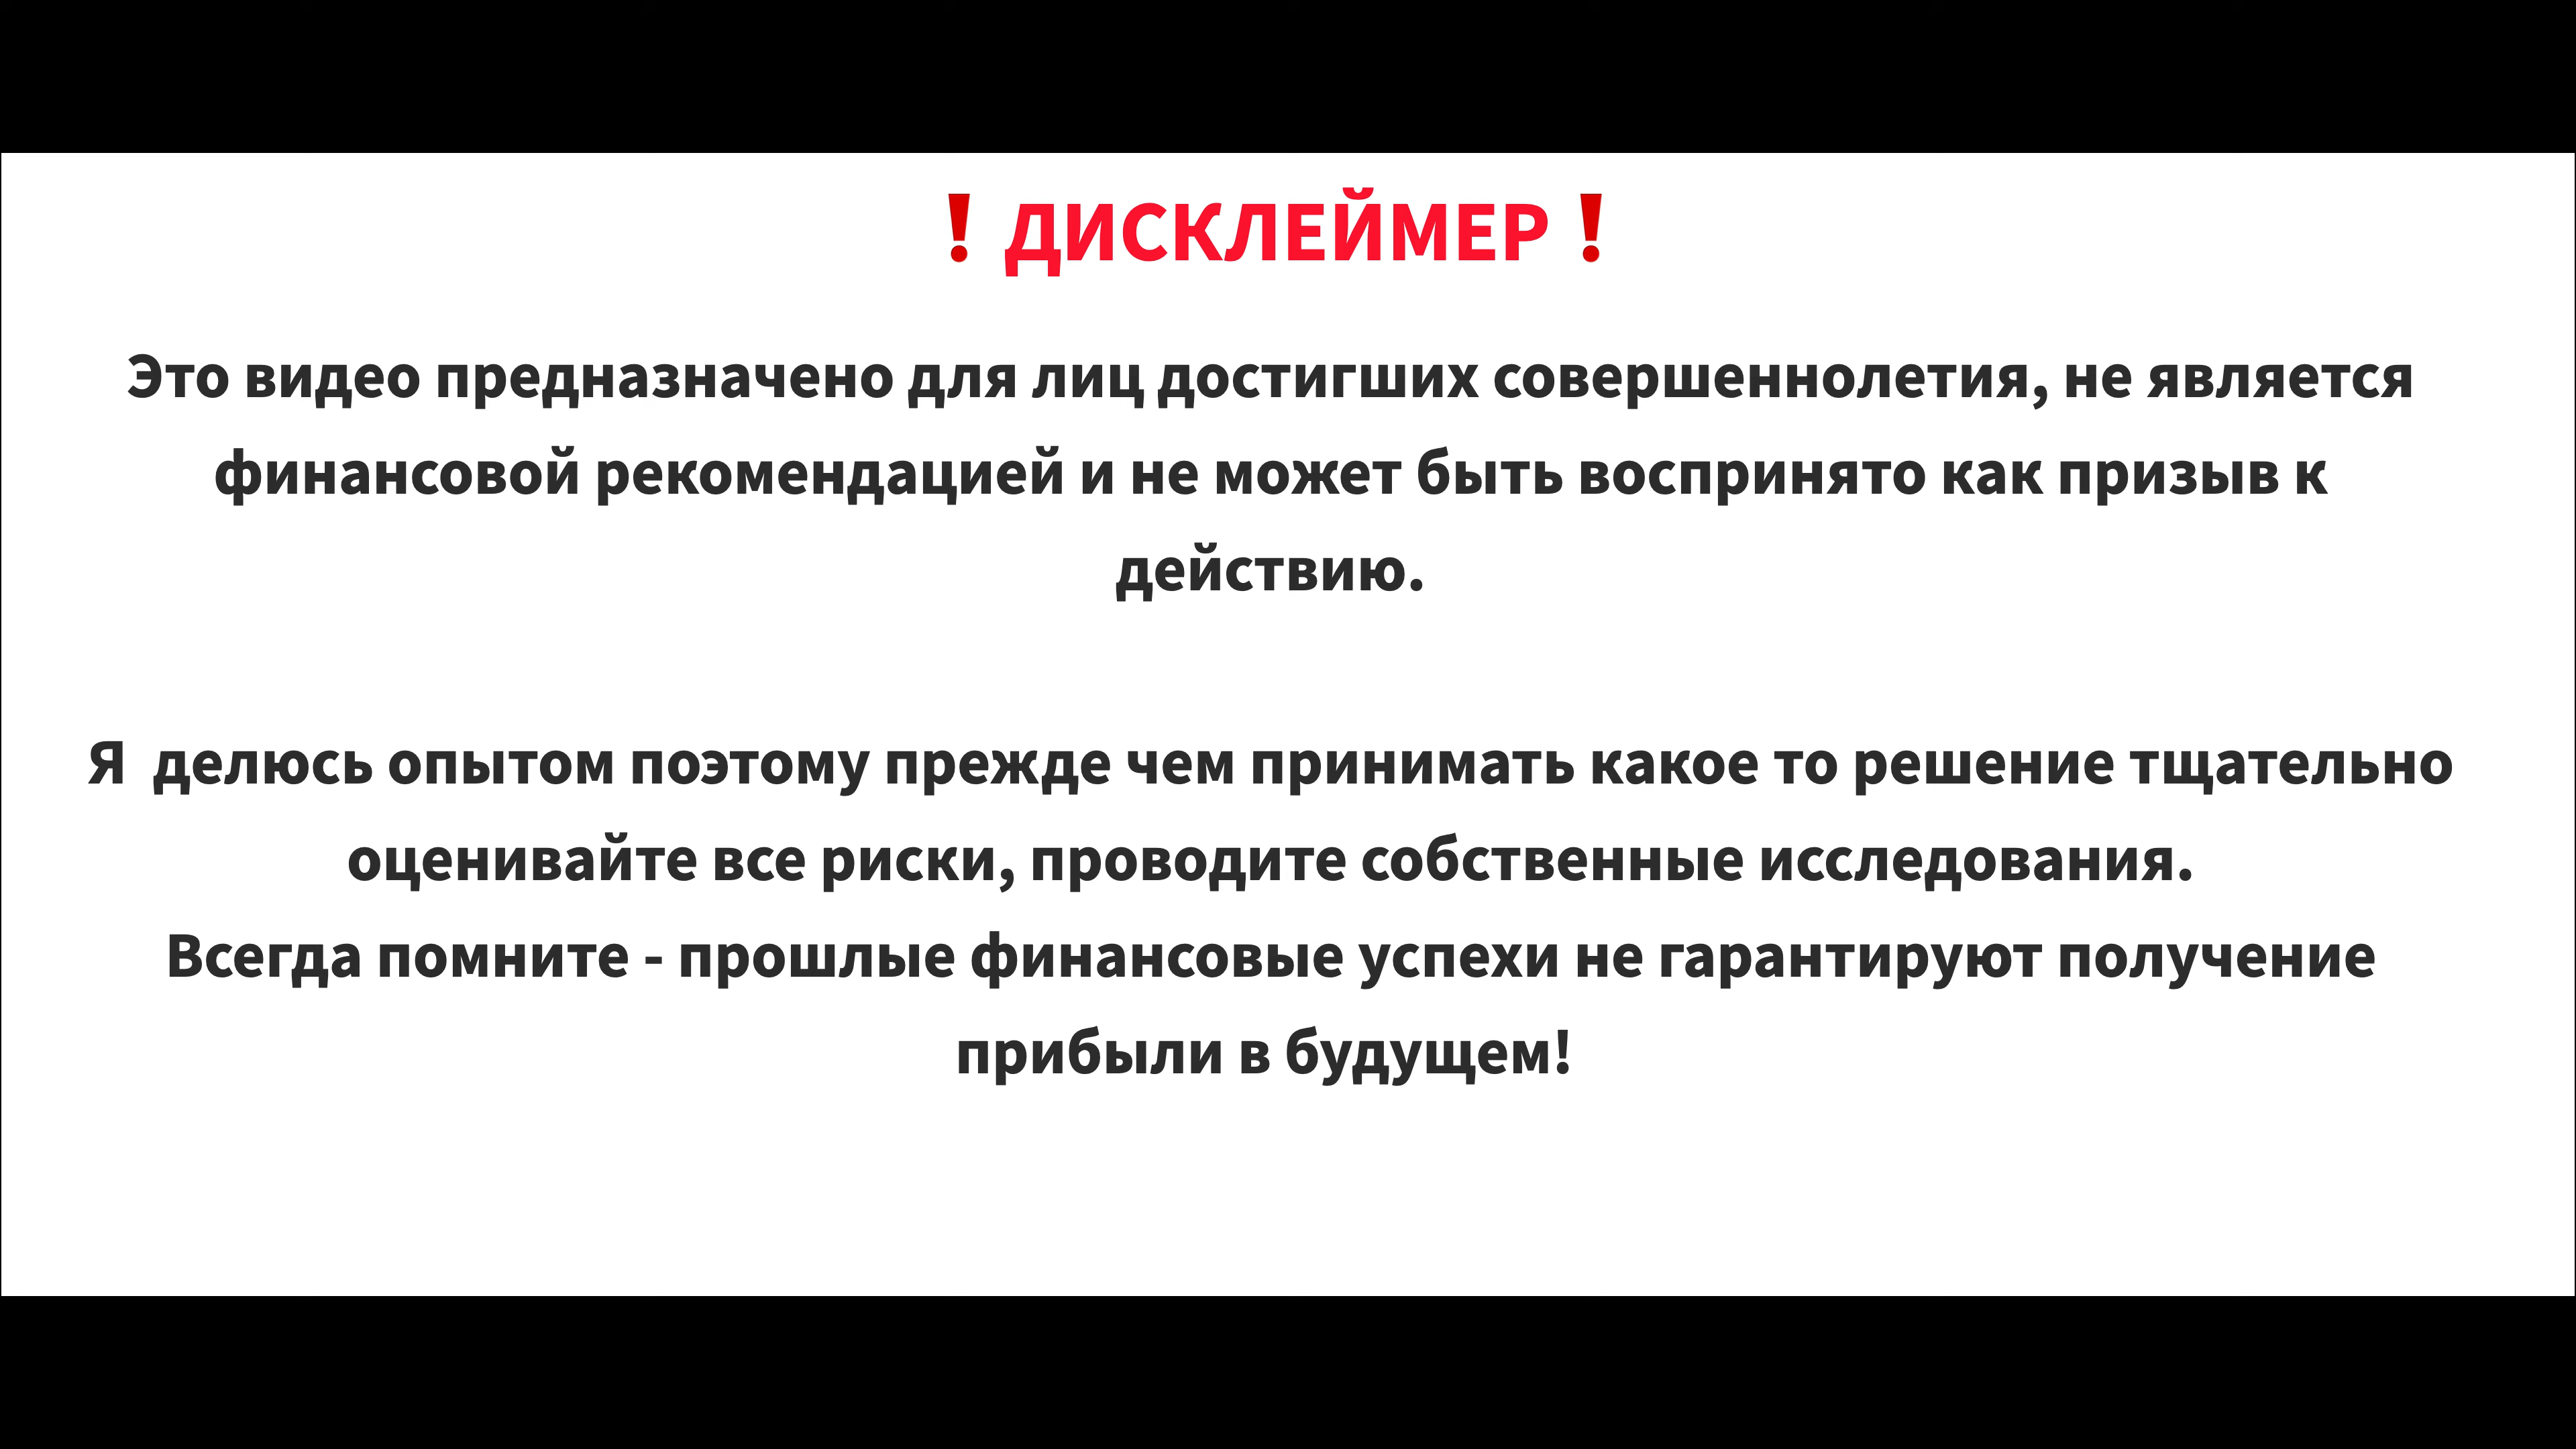 ❗ДИСКЛЕЙМЕР❗
Это видео предназначено для лиц достигших совершеннолетия, не является
финансовой рекомендацией и не может быть воспринято как призыв к
действию.
Я  делюсь опытом поэтому прежде чем принимать какое то решение тщательно
оценивайте все риски, проводите собственные исследования.
Всегда помните - прошлые финансовые успехи не гарантируют получение
прибыли в будущем!